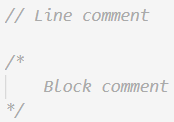 // Line comment
/*
Block comment
*/